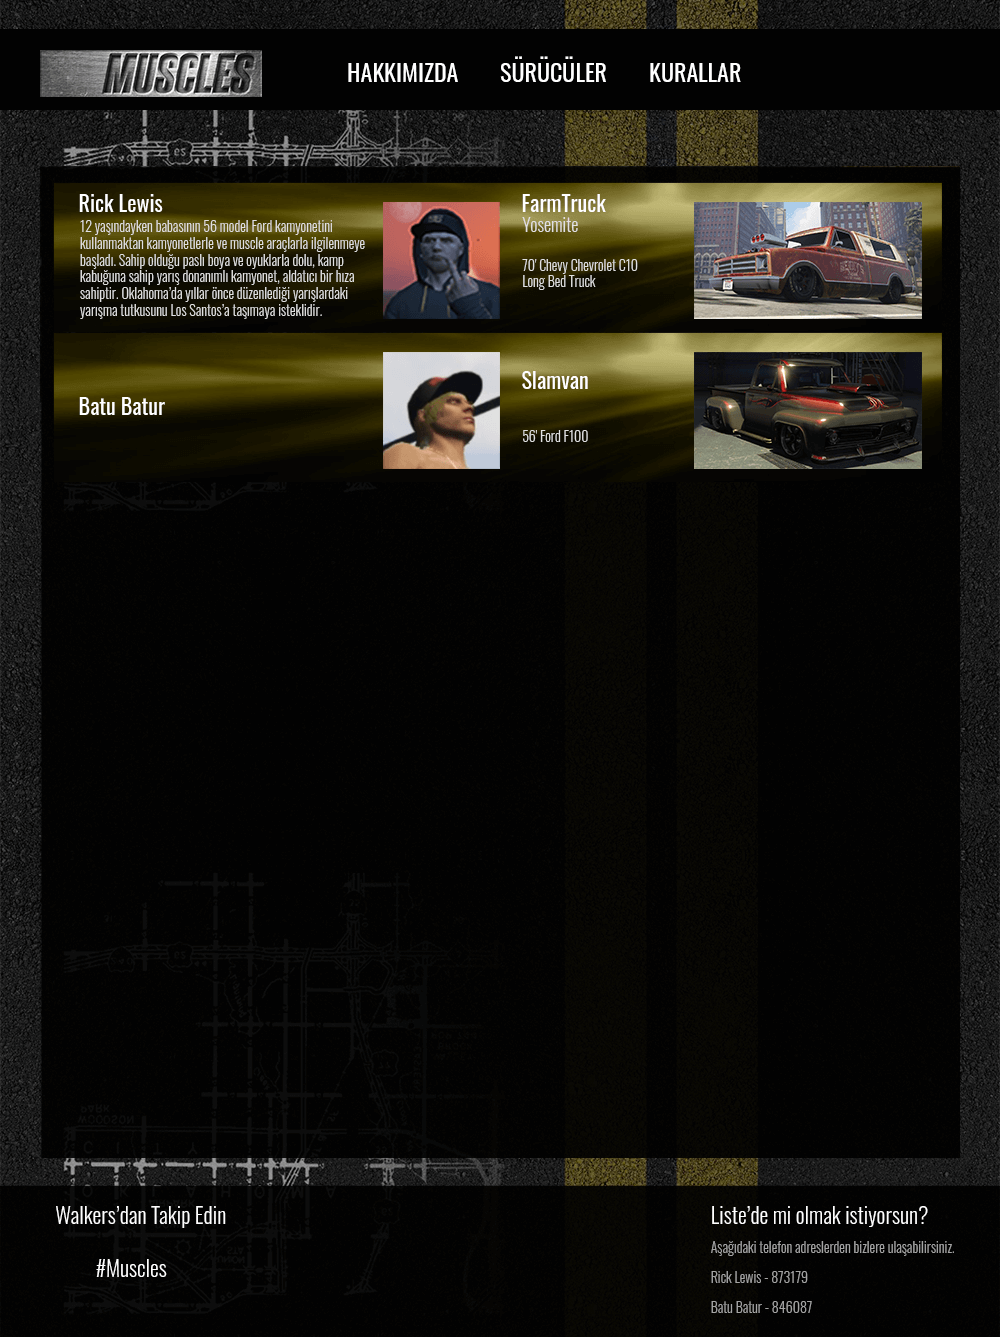 MUSCLES
HAKKIMIZDA SÜRÜCÜLER KURALLAR
Rick Lewis
12 yaşındayken babasının 56 model Ford kamyonetini
kullanmaktan kamyonetlerle ve muscle araçlarla ilgilenmeye
başladı. Sahip olduğu paslı boya ve oyuklarla dolu, kamp
kabuğuna sahip yarış donanımlı kamyonet, aldatıcı bir hıza
sahiptir. Oklahoma'da yıllar önce düzenlediği yarışlardaki
yarışma tutkusunu Los Santos'a taşımaya isteklidir.
FarmTruck
Yosemite
70' Chevy Chevrolet C10
Long Bed Truck
Batu Batur
Slamvan
56' Ford F100
Walkers'dan Takip Edin
#Muscles
Liste'de mi olmak istiyorsun?
Aşağıdaki telefon adreslerden bizlere ulaşabilirsiniz.
Rick Lewis - 873179
Batu Batur - 846087